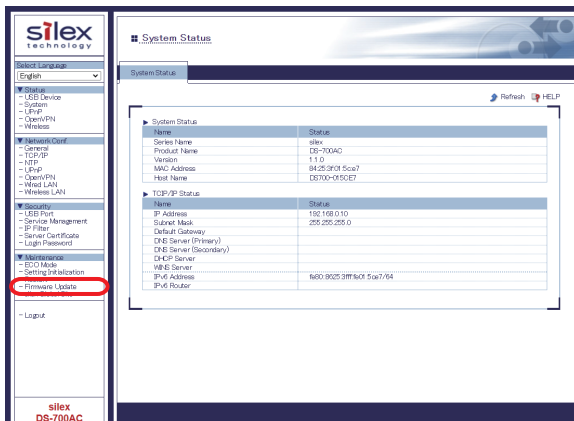 silex
technology
Select Language
English
▼ Status
- USB Device
- System
- UPnP
- OpenVPN
- Wireless
▼ Network Conf
- General
- TCP/IP
- NTP
- UPnP
- OpenVPN
- Wired LAN
- Wireless LAN
▼ Security
- USB Port
- Service Management
- IP Filter
- Server Certificate
- Login Password
▼ Maintenance
- ECO Mode
- Setting Initialization
- Firmware Update
- Logout
silex
DS-700AC
System Status
System Status
Refresh HELP
▶ System Status
Name Status
Series Name silex
Product Name DS-700AC
Version 1.1.0
MAC Address 84:25:3f:01:5c:e7
Host Name DS700-015CE7
▶ TCIP/IP Status
Name Status
IP Address 192.168.0.10
Subnet Mask 255.255.255.0
Default Gateway
DNS Server (Primary)
DNS Server (Secondary)
DHCP Server
WINS Server
IPv6 Address fe80::8625:3fff:fe01:5ce7/64
IPv6 Router